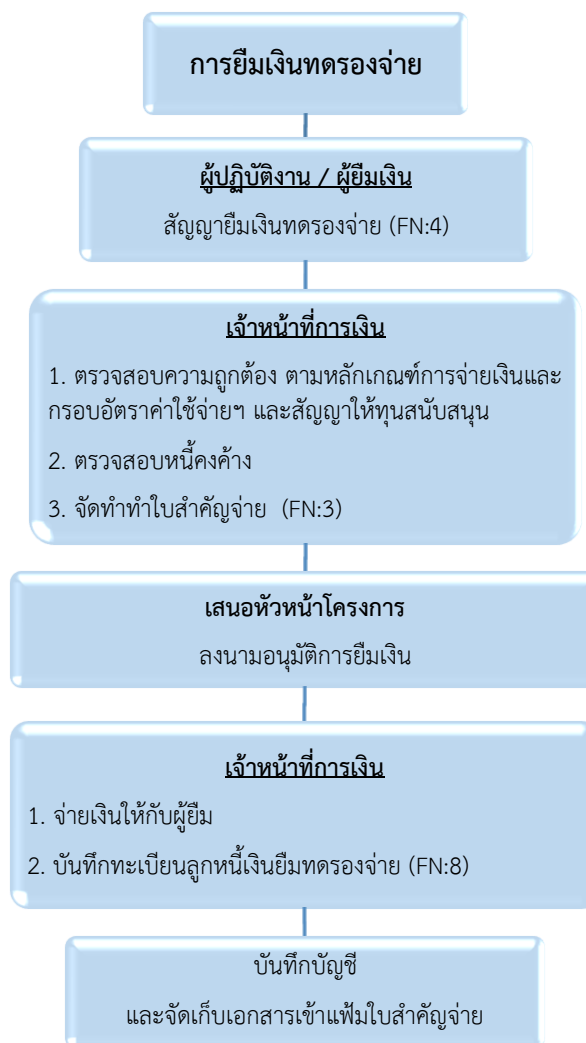 การยืมเงินทดรองจ่าย
ผู้ปฏิบัติงาน / ผู้ยืมเงิน
สัญญายืมเงินทดรองจ่าย (FN:4)
เจ้าหน้าที่การเงิน
1. ตรวจสอบความถูกต้อง ตามหลักเกณฑ์การจ่ายเงินและ
กรอบอัตราค่าใช้จ่ายฯ และสัญญาให้ทุนสนับสนุน
2. ตรวจสอบหนี้คงค้าง
3. จัดทำทำใบสำคัญจ่าย (FN:3)
เสนอหัวหน้าโครงการ
ลงนามอนุมัติการยืมเงิน
เจ้าหน้าที่การเงิน
1. จ่ายเงินให้กับผู้ยืม
2. บันทึกทะเบียนลูกหนี้เงินยืมทดรองจ่าย (FN:8)
บันทึกบัญชี
และจัดเก็บเอกสารเข้าแฟ้มใบสำคัญจ่าย